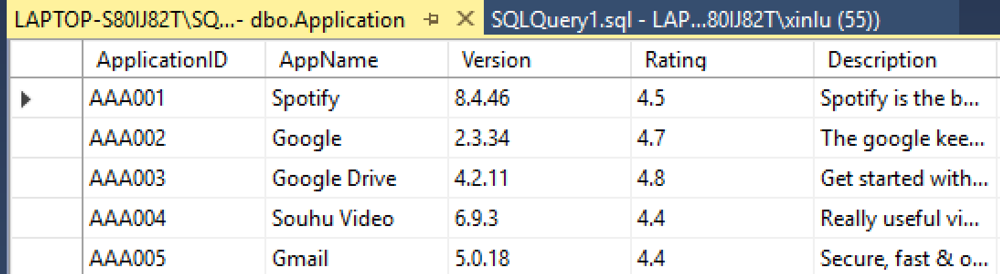 LAPTOP-S80IJ82T\SQ...- dbo.Application SQLQuery1.sql - LAP...80IJ82T\xinlu (55))
ApplicationID AppName Version Rating Description
AAA001 Spotify 8.4.46 4.5 Spotify is the b...
AAA002 Google 2.3.34 4.7 The google kee...
AAA003 Google Drive 4.2.11 4.8 Get started with...
AAA004 Souhu Video 6.9.3 4.4 Really useful vi...
AAA005 Gmail 5.0.18 4.4 Secure, fast & o...